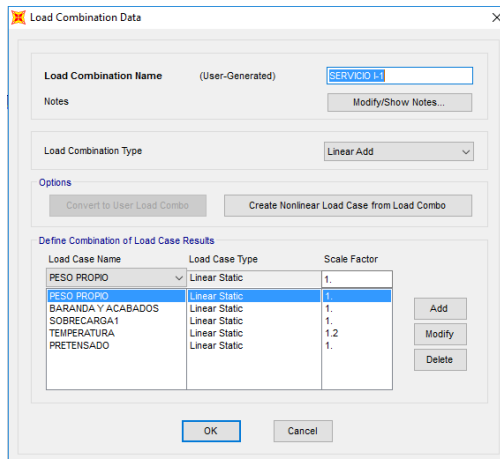 Load Combination Data
Load Combination Name (User-Generated) SERVICIO I-1
Notes Modify/Show Notes...
Load Combination Type Linear Add
Options
Convert to User Load Combo Create Nonlinear Load Case from Load Combo
Define Combination of Load Case Results
Load Case Name Load Case Type Scale Factor
PESO PROPIO Linear Static 1.
PESO PROPIO Linear Static 1.
BARANDA Y ACABADOS Linear Static 1.
SOBRECARGA1 Linear Static 1.
TEMPERATURA Linear Static 1.2
PRETENSADO Linear Static 1.
Add
Modify
Delete
OK Cancel